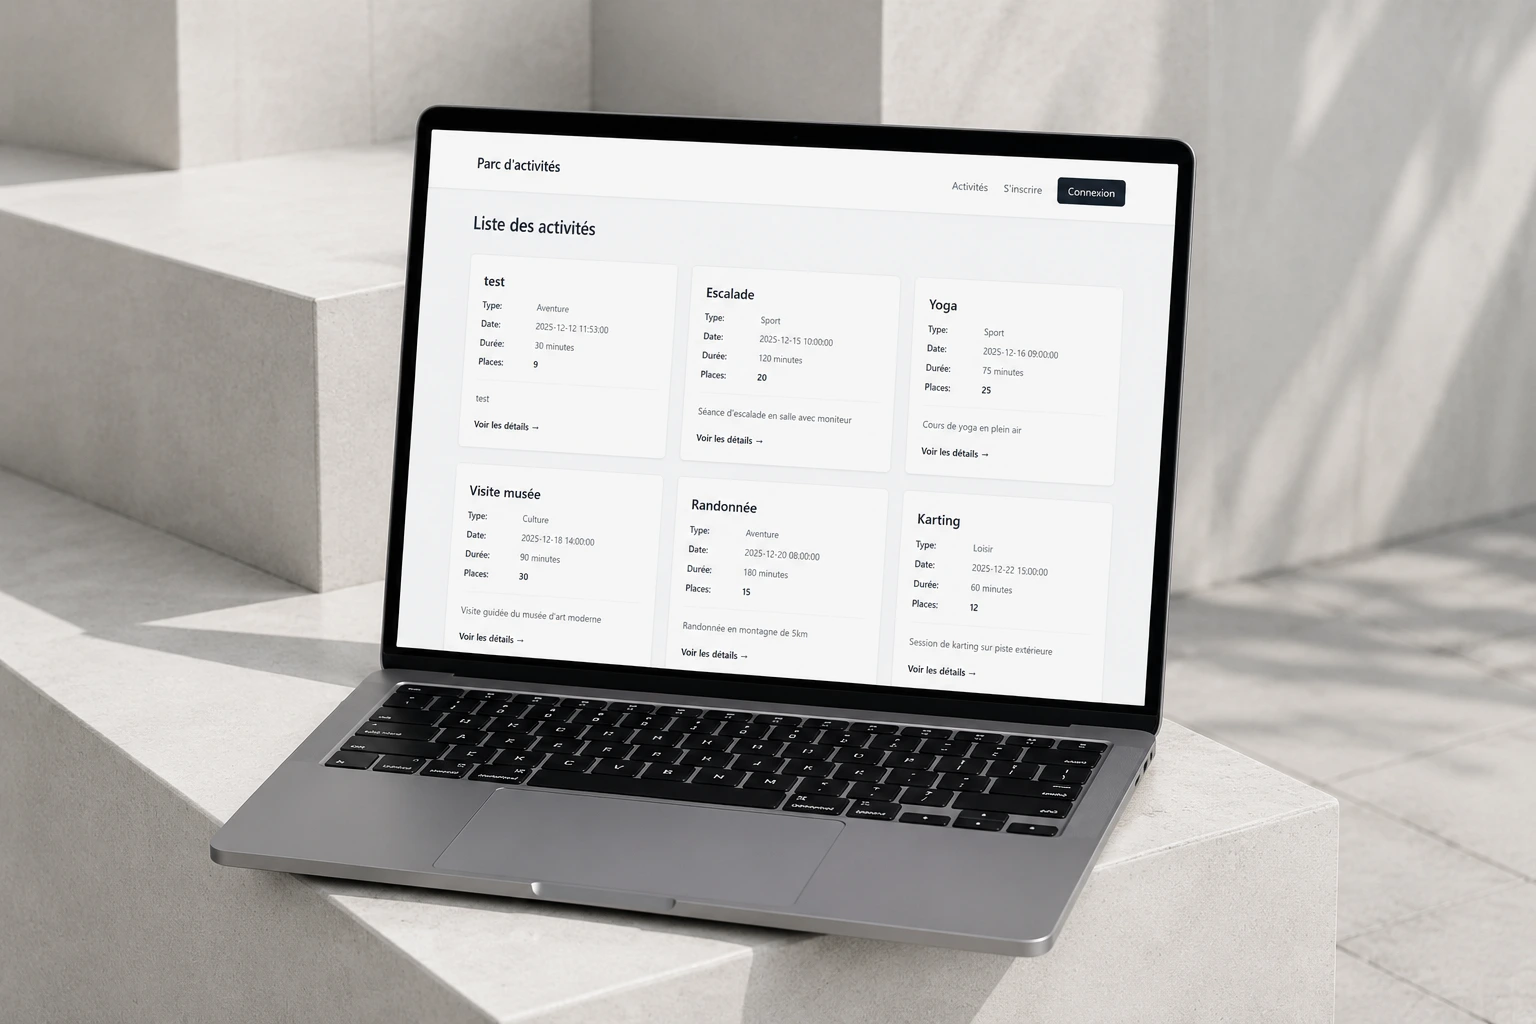 Parc d'activités
Activités
S'inscrire
Connexion
Liste des activités
test
Type: Aventure
Date: 2025-12-12 11:53:00
Durée: 30 minutes
Places: 9
test
Voir les détails →
Escalade
Type: Sport
Date: 2025-12-15 10:00:00
Durée: 120 minutes
Places: 20
Séance d'escalade en salle avec moniteur
Voir les détails →
Yoga
Type: Sport
Date: 2025-12-16 09:00:00
Durée: 75 minutes
Places: 25
Cours de yoga en plein air
Voir les détails →
Visite musée
Type: Culture
Date: 2025-12-18 14:00:00
Durée: 90 minutes
Places: 30
Visite guidée du musée d'art moderne
Voir les détails →
Randonnée
Type: Aventure
Date: 2025-12-20 08:00:00
Durée: 180 minutes
Places: 15
Randonnée en montagne de 5km
Voir les détails →
Karting
Type: Loisir
Date: 2025-12-22 15:00:00
Durée: 60 minutes
Places: 12
Session de karting sur piste extérieure
Voir les détails →